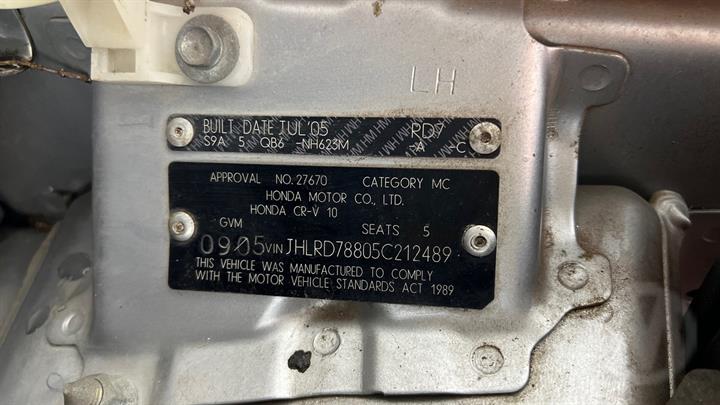 LH
BUILT DATE JUL '05 RD7
S9A 5 QB6 -NH623M -A -C
APPROVAL NO. 27670 CATEGORY MC
HONDA MOTOR CO., LTD.
HONDA CR-V 10
GVM SEATS 5
0905 VIN JHLRD78805C212489
THIS VEHICLE WAS MANUFACTURED TO COMPLY
WITH THE MOTOR VEHICLE STANDARDS ACT 1989